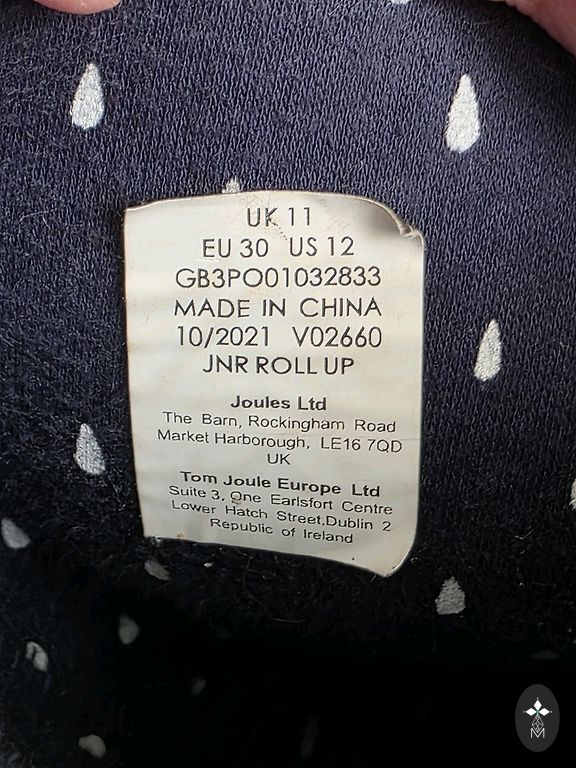 UK 11
EU 30 US 12
GB3PO01032833
MADE IN CHINA
10/2021 V02660
JNR ROLL UP
Joules Ltd
The Barn, Rockingham Road
Market Harborough, LE16 7QD
UK
Tom Joule Europe Ltd
Suite 3, One Earlsfort Centre
Lower Hatch Street,Dublin 2
Republic of Ireland
M